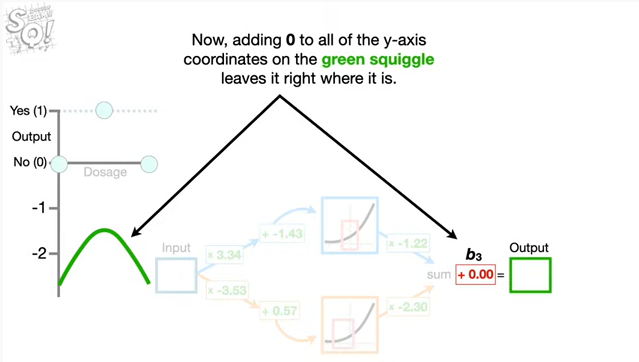 SQ!
Now, adding 0 to all of the y-axis
coordinates on the green squiggle
leaves it right where it is.
Yes (1)
Output
No (0)
Dosage
-1
-2
Input
x 3.34
+ -1.43
x -1.22
x -3.53
+ 0.57
x -2.30
sum
b3
+ 0.00
=
Output